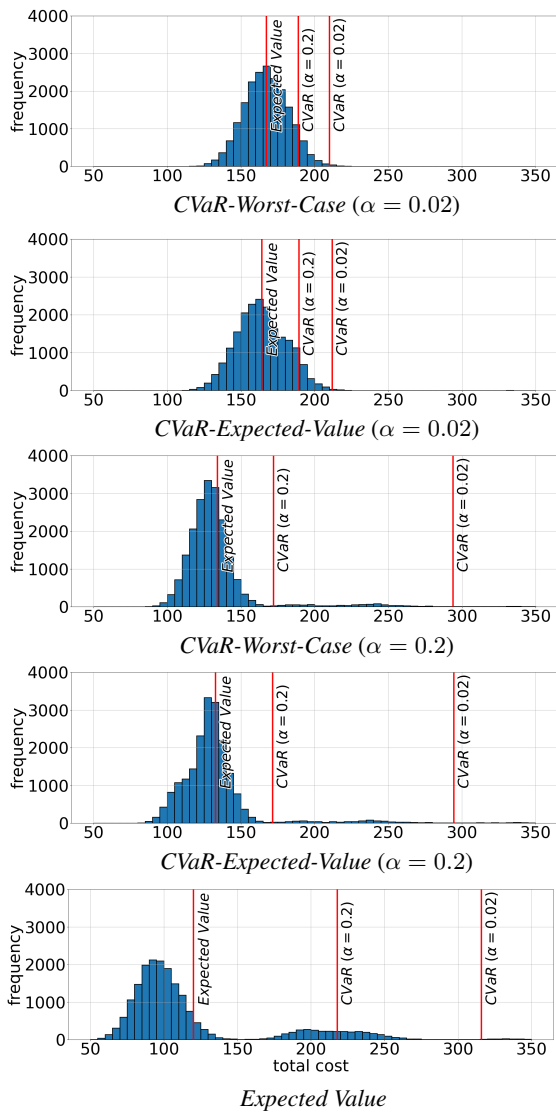 4000
3000
2000
1000
0
frequency
Expected Value
CVaR (α = 0.2)
CVaR (α = 0.02)
50 100 150 200 250 300 350
CVaR-Worst-Case (α = 0.02)
4000
3000
2000
1000
0
frequency
Expected Value
CVaR (α = 0.2)
CVaR (α = 0.02)
50 100 150 200 250 300 350
CVaR-Expected-Value (α = 0.02)
4000
3000
2000
1000
0
frequency
Expected Value
CVaR (α = 0.2)
CVaR (α = 0.02)
50 100 150 200 250 300 350
CVaR-Worst-Case (α = 0.2)
4000
3000
2000
1000
0
frequency
Expected Value
CVaR (α = 0.2)
CVaR (α = 0.02)
50 100 150 200 250 300 350
CVaR-Expected-Value (α = 0.2)
4000
3000
2000
1000
0
frequency
Expected Value
CVaR (α = 0.2)
CVaR (α = 0.02)
50 100 150 200 250 300 350
total cost
Expected Value